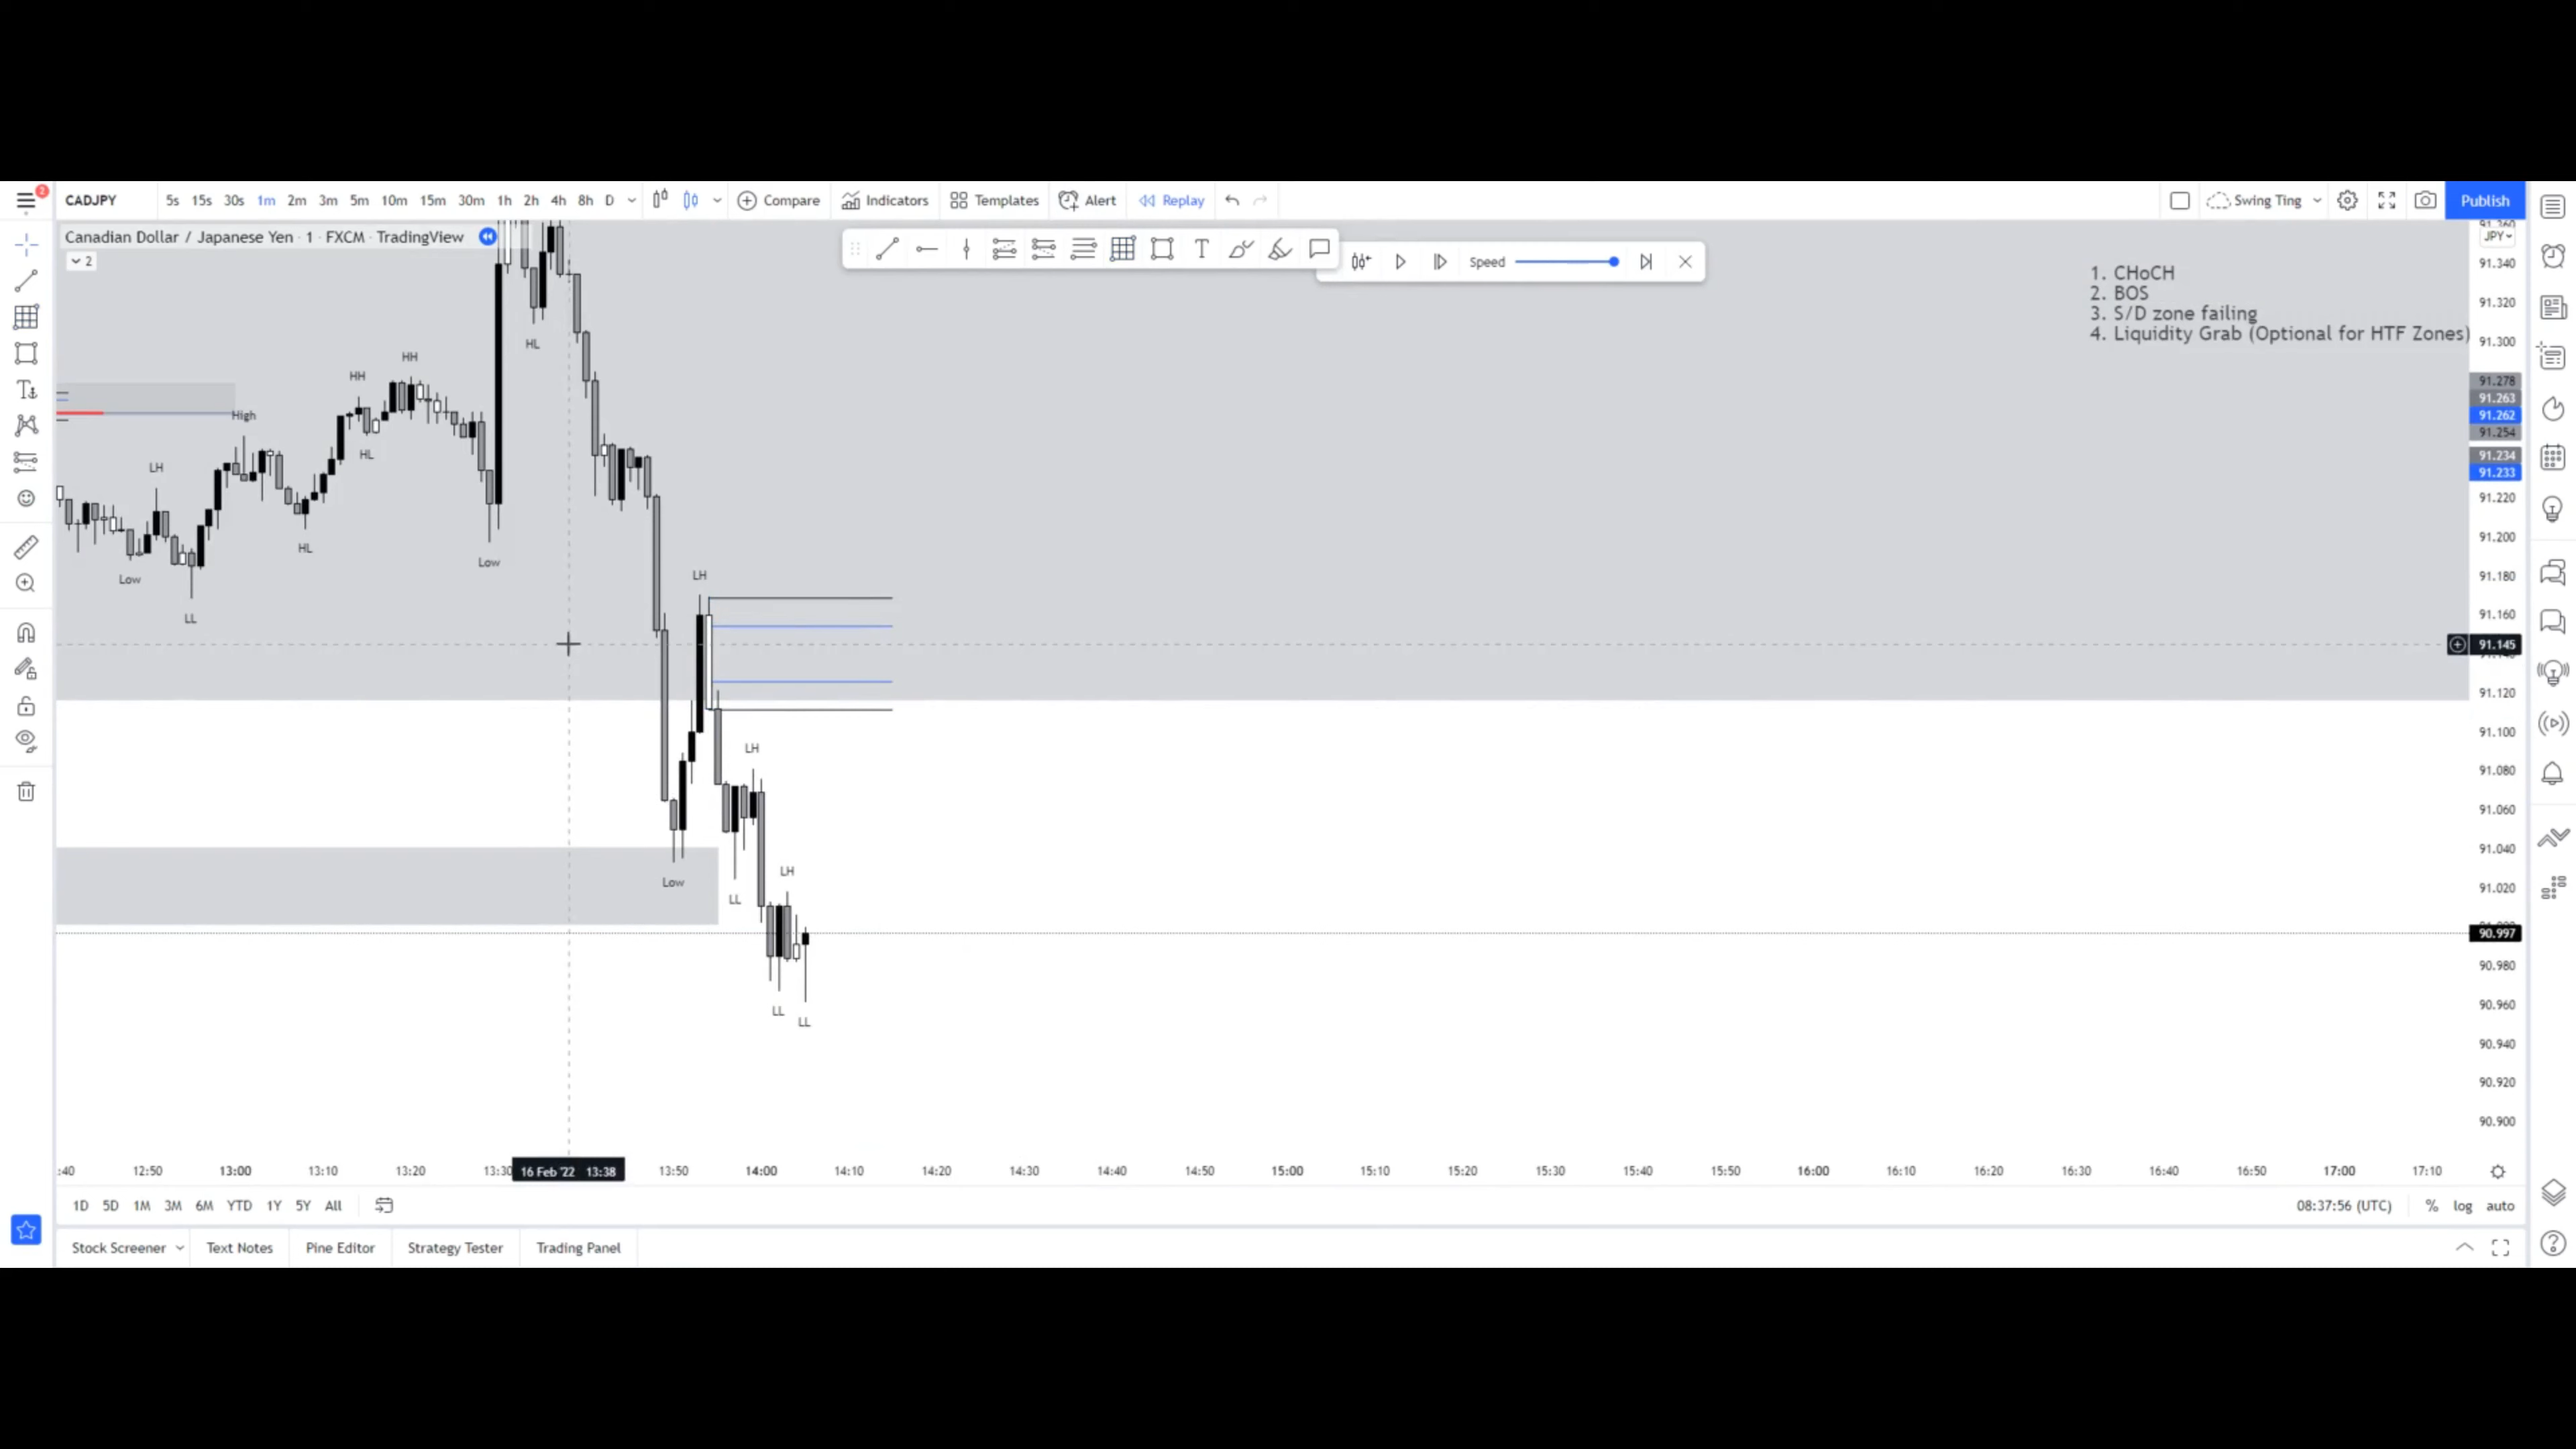 2
CADJPY 5s 15s 30s 1m 2m 3m 5m 10m 15m 30m 1h 2h 4h 8h D Compare Indicators Templates Alert Replay Swing Ting Publish
Canadian Dollar / Japanese Yen · 1 · FXCM · TradingView
2
Speed
JPY
1. CHoCH
2. BOS
3. S/D zone failing
4. Liquidity Grab (Optional for HTF Zones)
91.340
91.320
91.300
91.278
91.263
91.262
91.254
91.234
91.233
91.220
91.200
91.180
91.160
91.145
91.120
91.100
91.080
91.060
91.040
91.020
90.997
90.980
90.960
90.940
90.920
90.900
HL
HH
HH
High
HL
LH
HL
Low
Low
LL
LH
LH
LH
Low
LL
LL
LL
:40 12:50 13:00 13:10 13:20 13:30 16 Feb '22 13:38 13:50 14:00 14:10 14:20 14:30 14:40 14:50 15:00 15:10 15:20 15:30 15:40 15:50 16:00 16:10 16:20 16:30 16:40 16:50 17:00 17:10
1D 5D 1M 3M 6M YTD 1Y 5Y All 08:37:56 (UTC) % log auto
Stock Screener Text Notes Pine Editor Strategy Tester Trading Panel